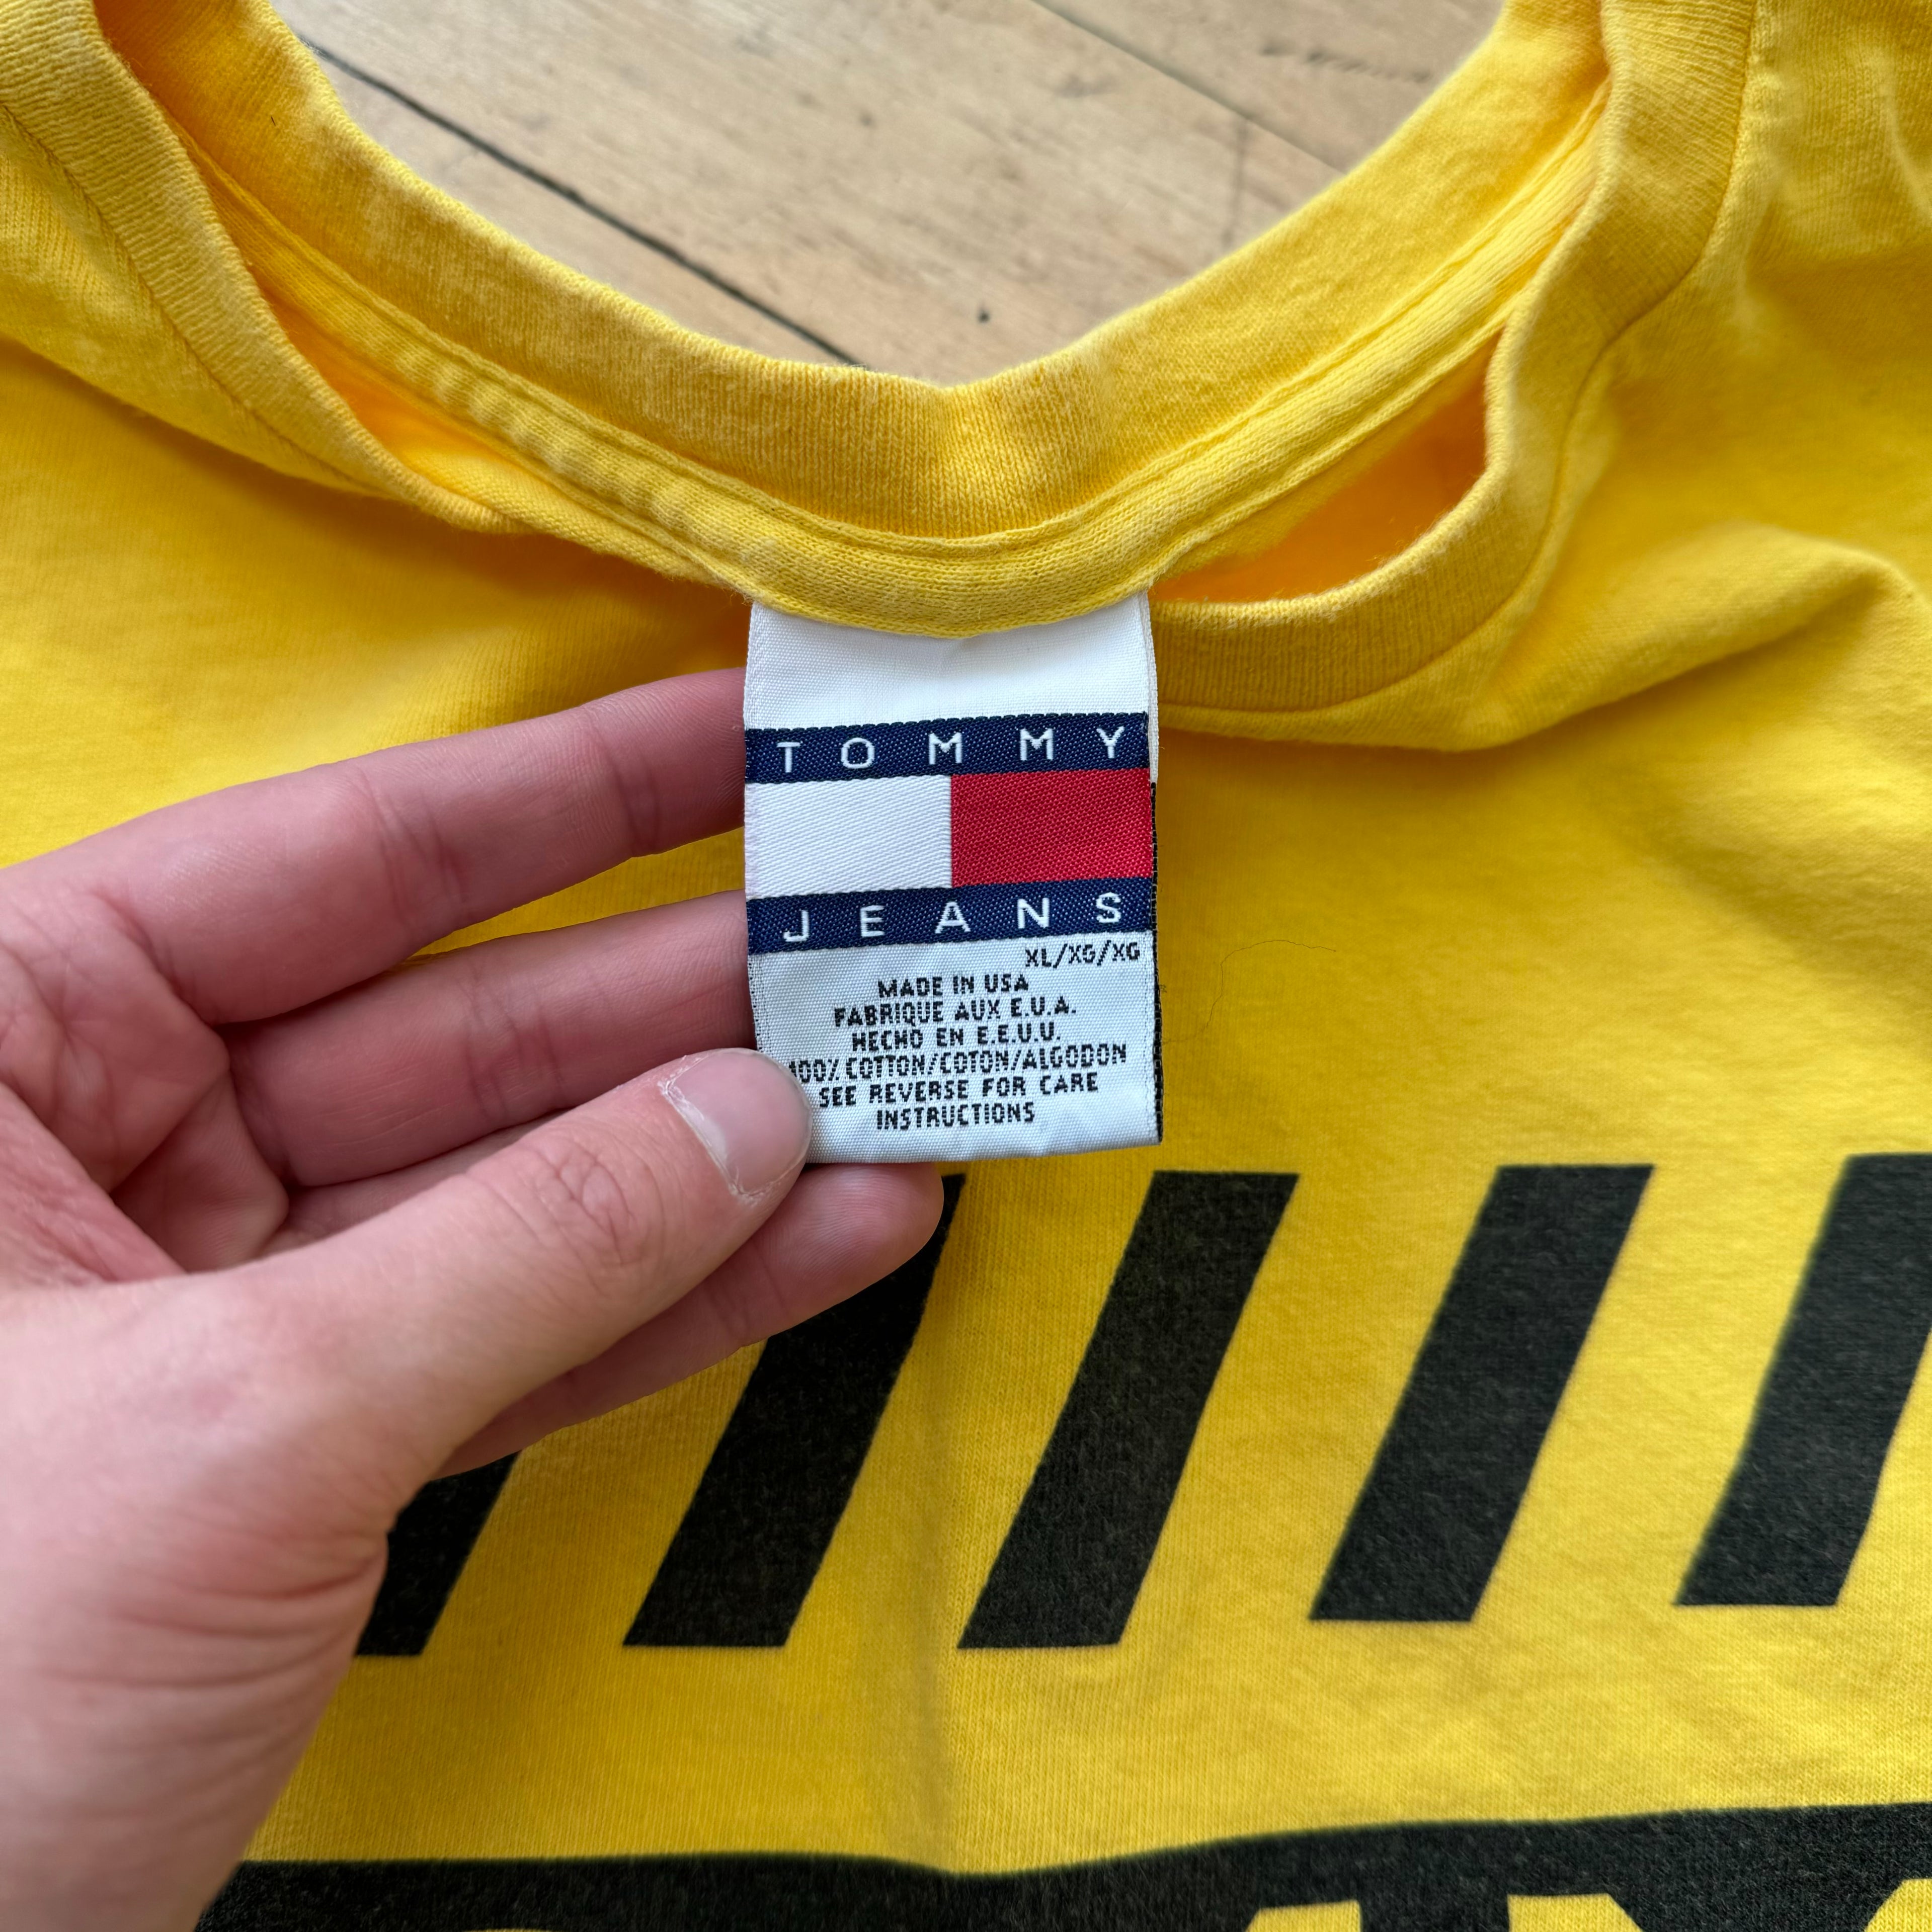 TOMMY
JEANS
XL/XG/XG
MADE IN USA
FABRIQUE AUX E.U.A.
HECHO EN E.E.U.U.
100% COTTON/COTON/ALGODON
SEE REVERSE FOR CARE
INSTRUCTIONS